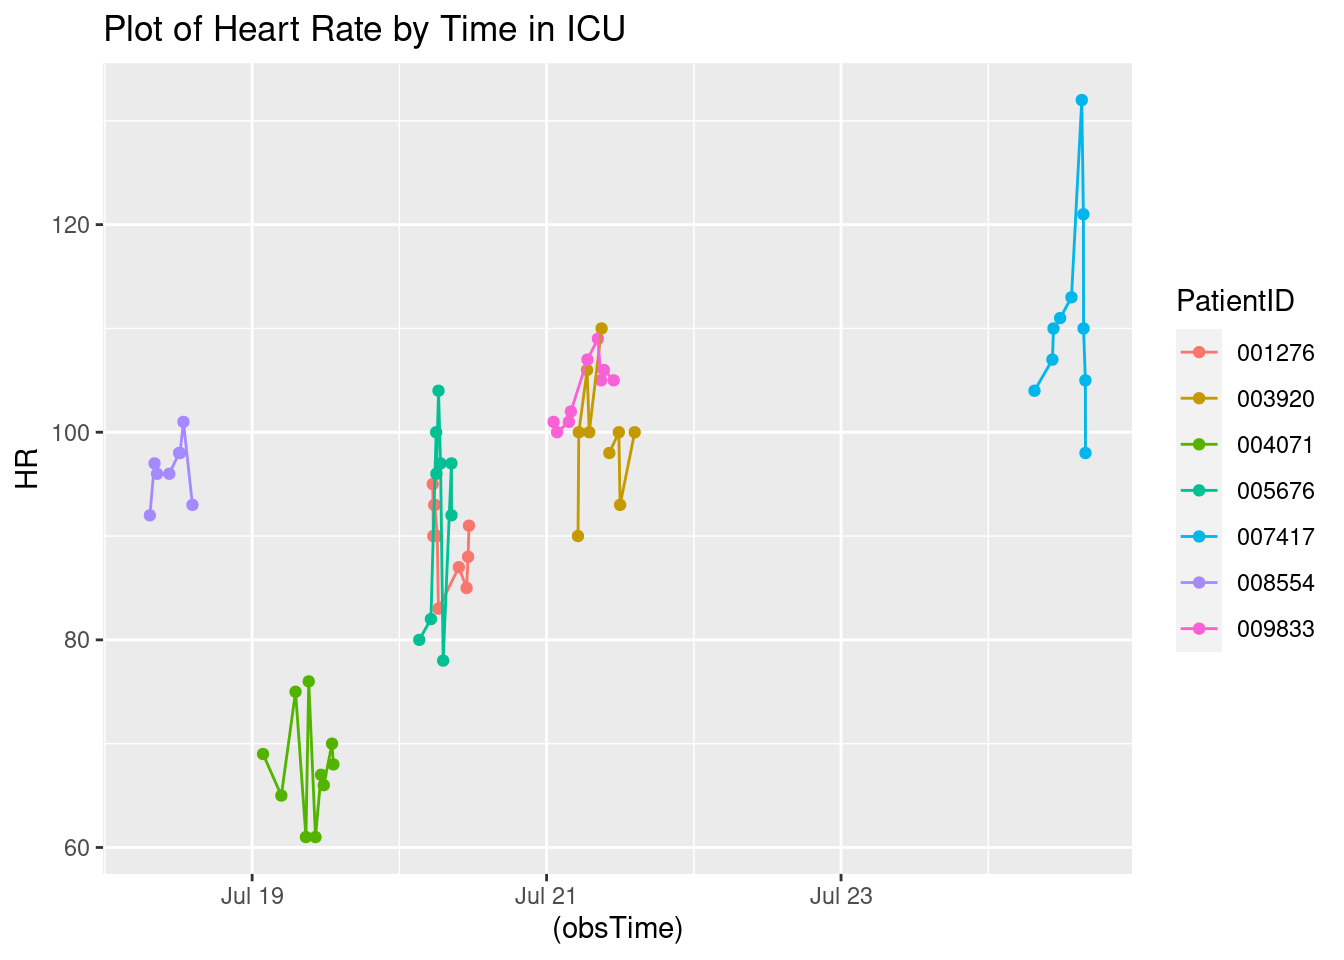 Plot of Heart Rate by Time in ICU
HR
120
100
80
60
Jul 19
Jul 21
Jul 23
(obsTime)
PatientID
001276
003920
004071
005676
007417
008554
009833